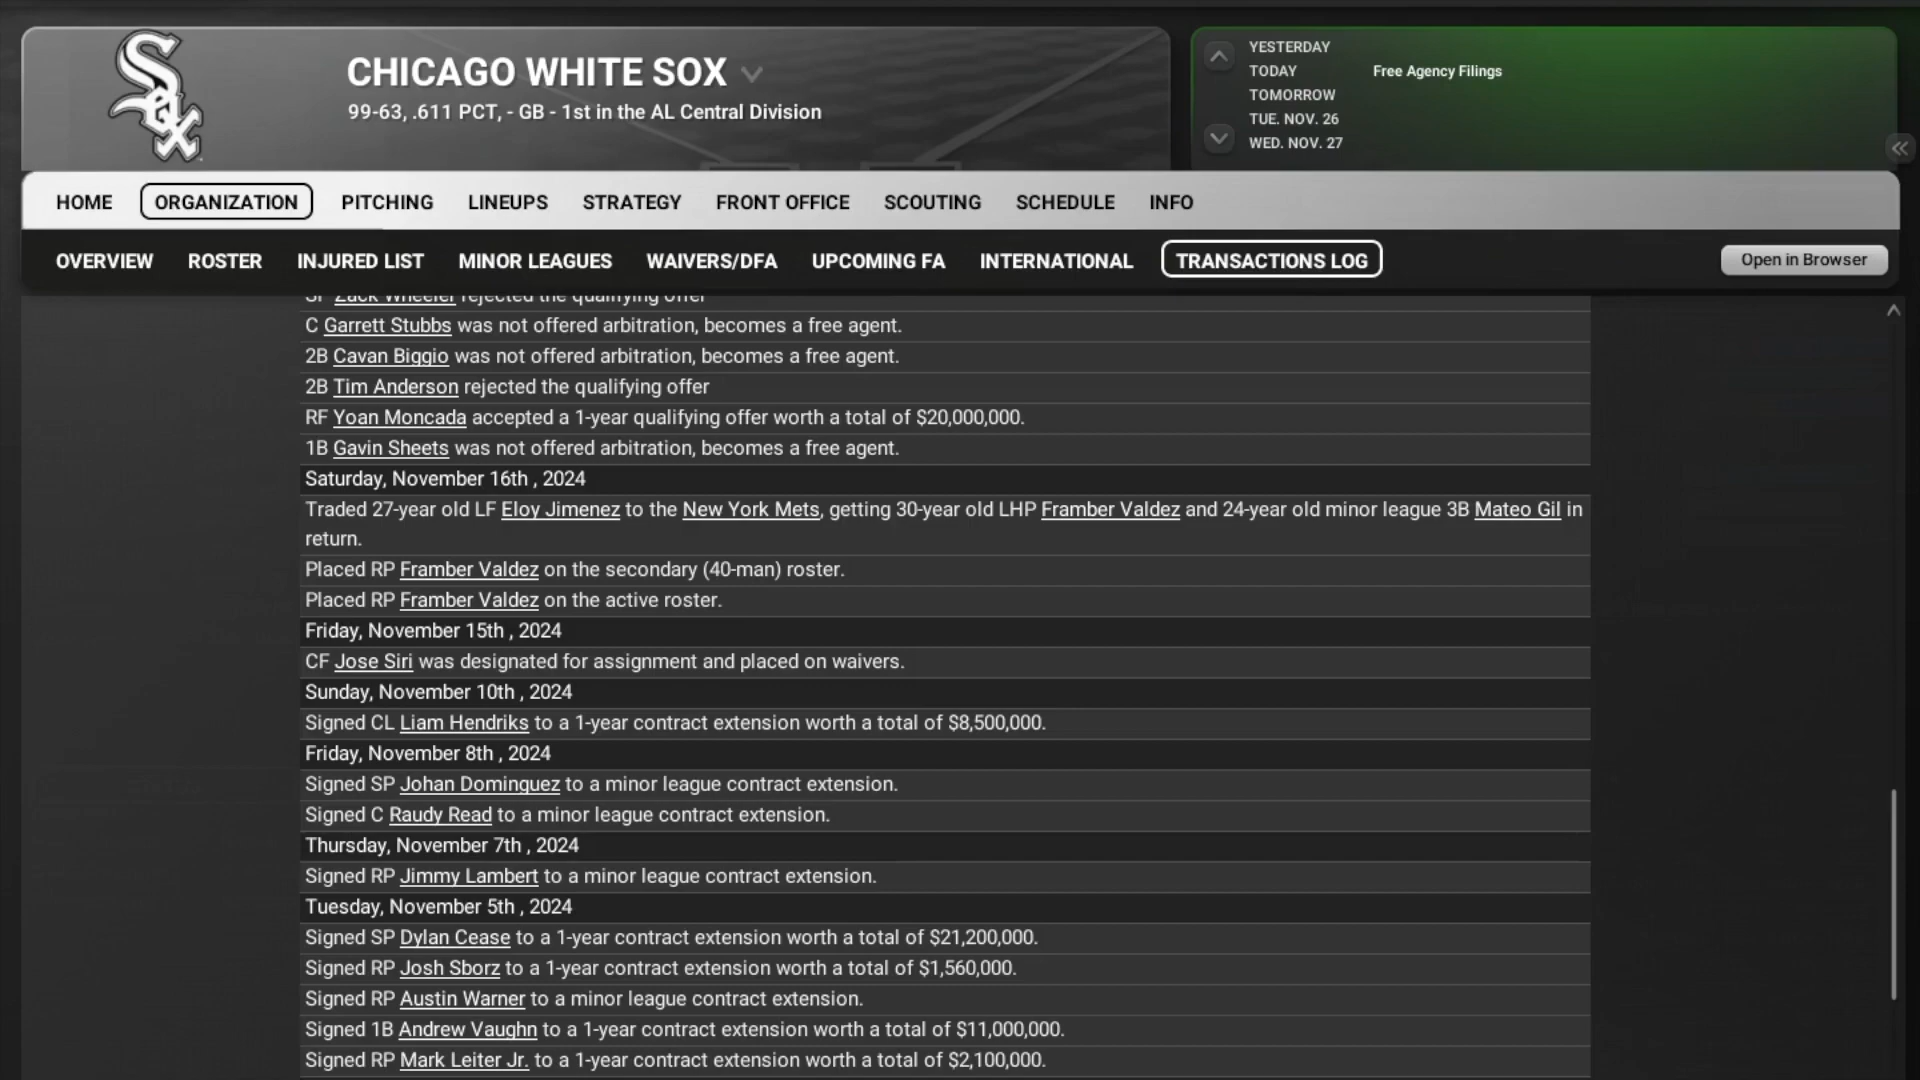 CHICAGO WHITE SOX
99-63, .611 PCT, - GB - 1st in the AL Central Division
YESTERDAY
TODAY Free Agency Filings
TOMORROW
TUE. NOV. 26
WED. NOV. 27
HOME ORGANIZATION PITCHING LINEUPS STRATEGY FRONT OFFICE SCOUTING SCHEDULE INFO
OVERVIEW ROSTER INJURED LIST MINOR LEAGUES WAIVERS/DFA UPCOMING FA INTERNATIONAL TRANSACTIONS LOG Open in Browser
SP Zack Wheeler rejected the qualifying offer
C Garrett Stubbs was not offered arbitration, becomes a free agent.
2B Cavan Biggio was not offered arbitration, becomes a free agent.
2B Tim Anderson rejected the qualifying offer
RF Yoan Moncada accepted a 1-year qualifying offer worth a total of $20,000,000.
1B Gavin Sheets was not offered arbitration, becomes a free agent.
Saturday, November 16th , 2024
Traded 27-year old LF Eloy Jimenez to the New York Mets, getting 30-year old LHP Framber Valdez and 24-year old minor league 3B Mateo Gil in
return.
Placed RP Framber Valdez on the secondary (40-man) roster.
Placed RP Framber Valdez on the active roster.
Friday, November 15th , 2024
CF Jose Siri was designated for assignment and placed on waivers.
Sunday, November 10th , 2024
Signed CL Liam Hendriks to a 1-year contract extension worth a total of $8,500,000.
Friday, November 8th , 2024
Signed SP Johan Dominguez to a minor league contract extension.
Signed C Raudy Read to a minor league contract extension.
Thursday, November 7th , 2024
Signed RP Jimmy Lambert to a minor league contract extension.
Tuesday, November 5th , 2024
Signed SP Dylan Cease to a 1-year contract extension worth a total of $21,200,000.
Signed RP Josh Sborz to a 1-year contract extension worth a total of $1,560,000.
Signed RP Austin Warner to a minor league contract extension.
Signed 1B Andrew Vaughn to a 1-year contract extension worth a total of $11,000,000.
Signed RP Mark Leiter Jr. to a 1-year contract extension worth a total of $2,100,000.